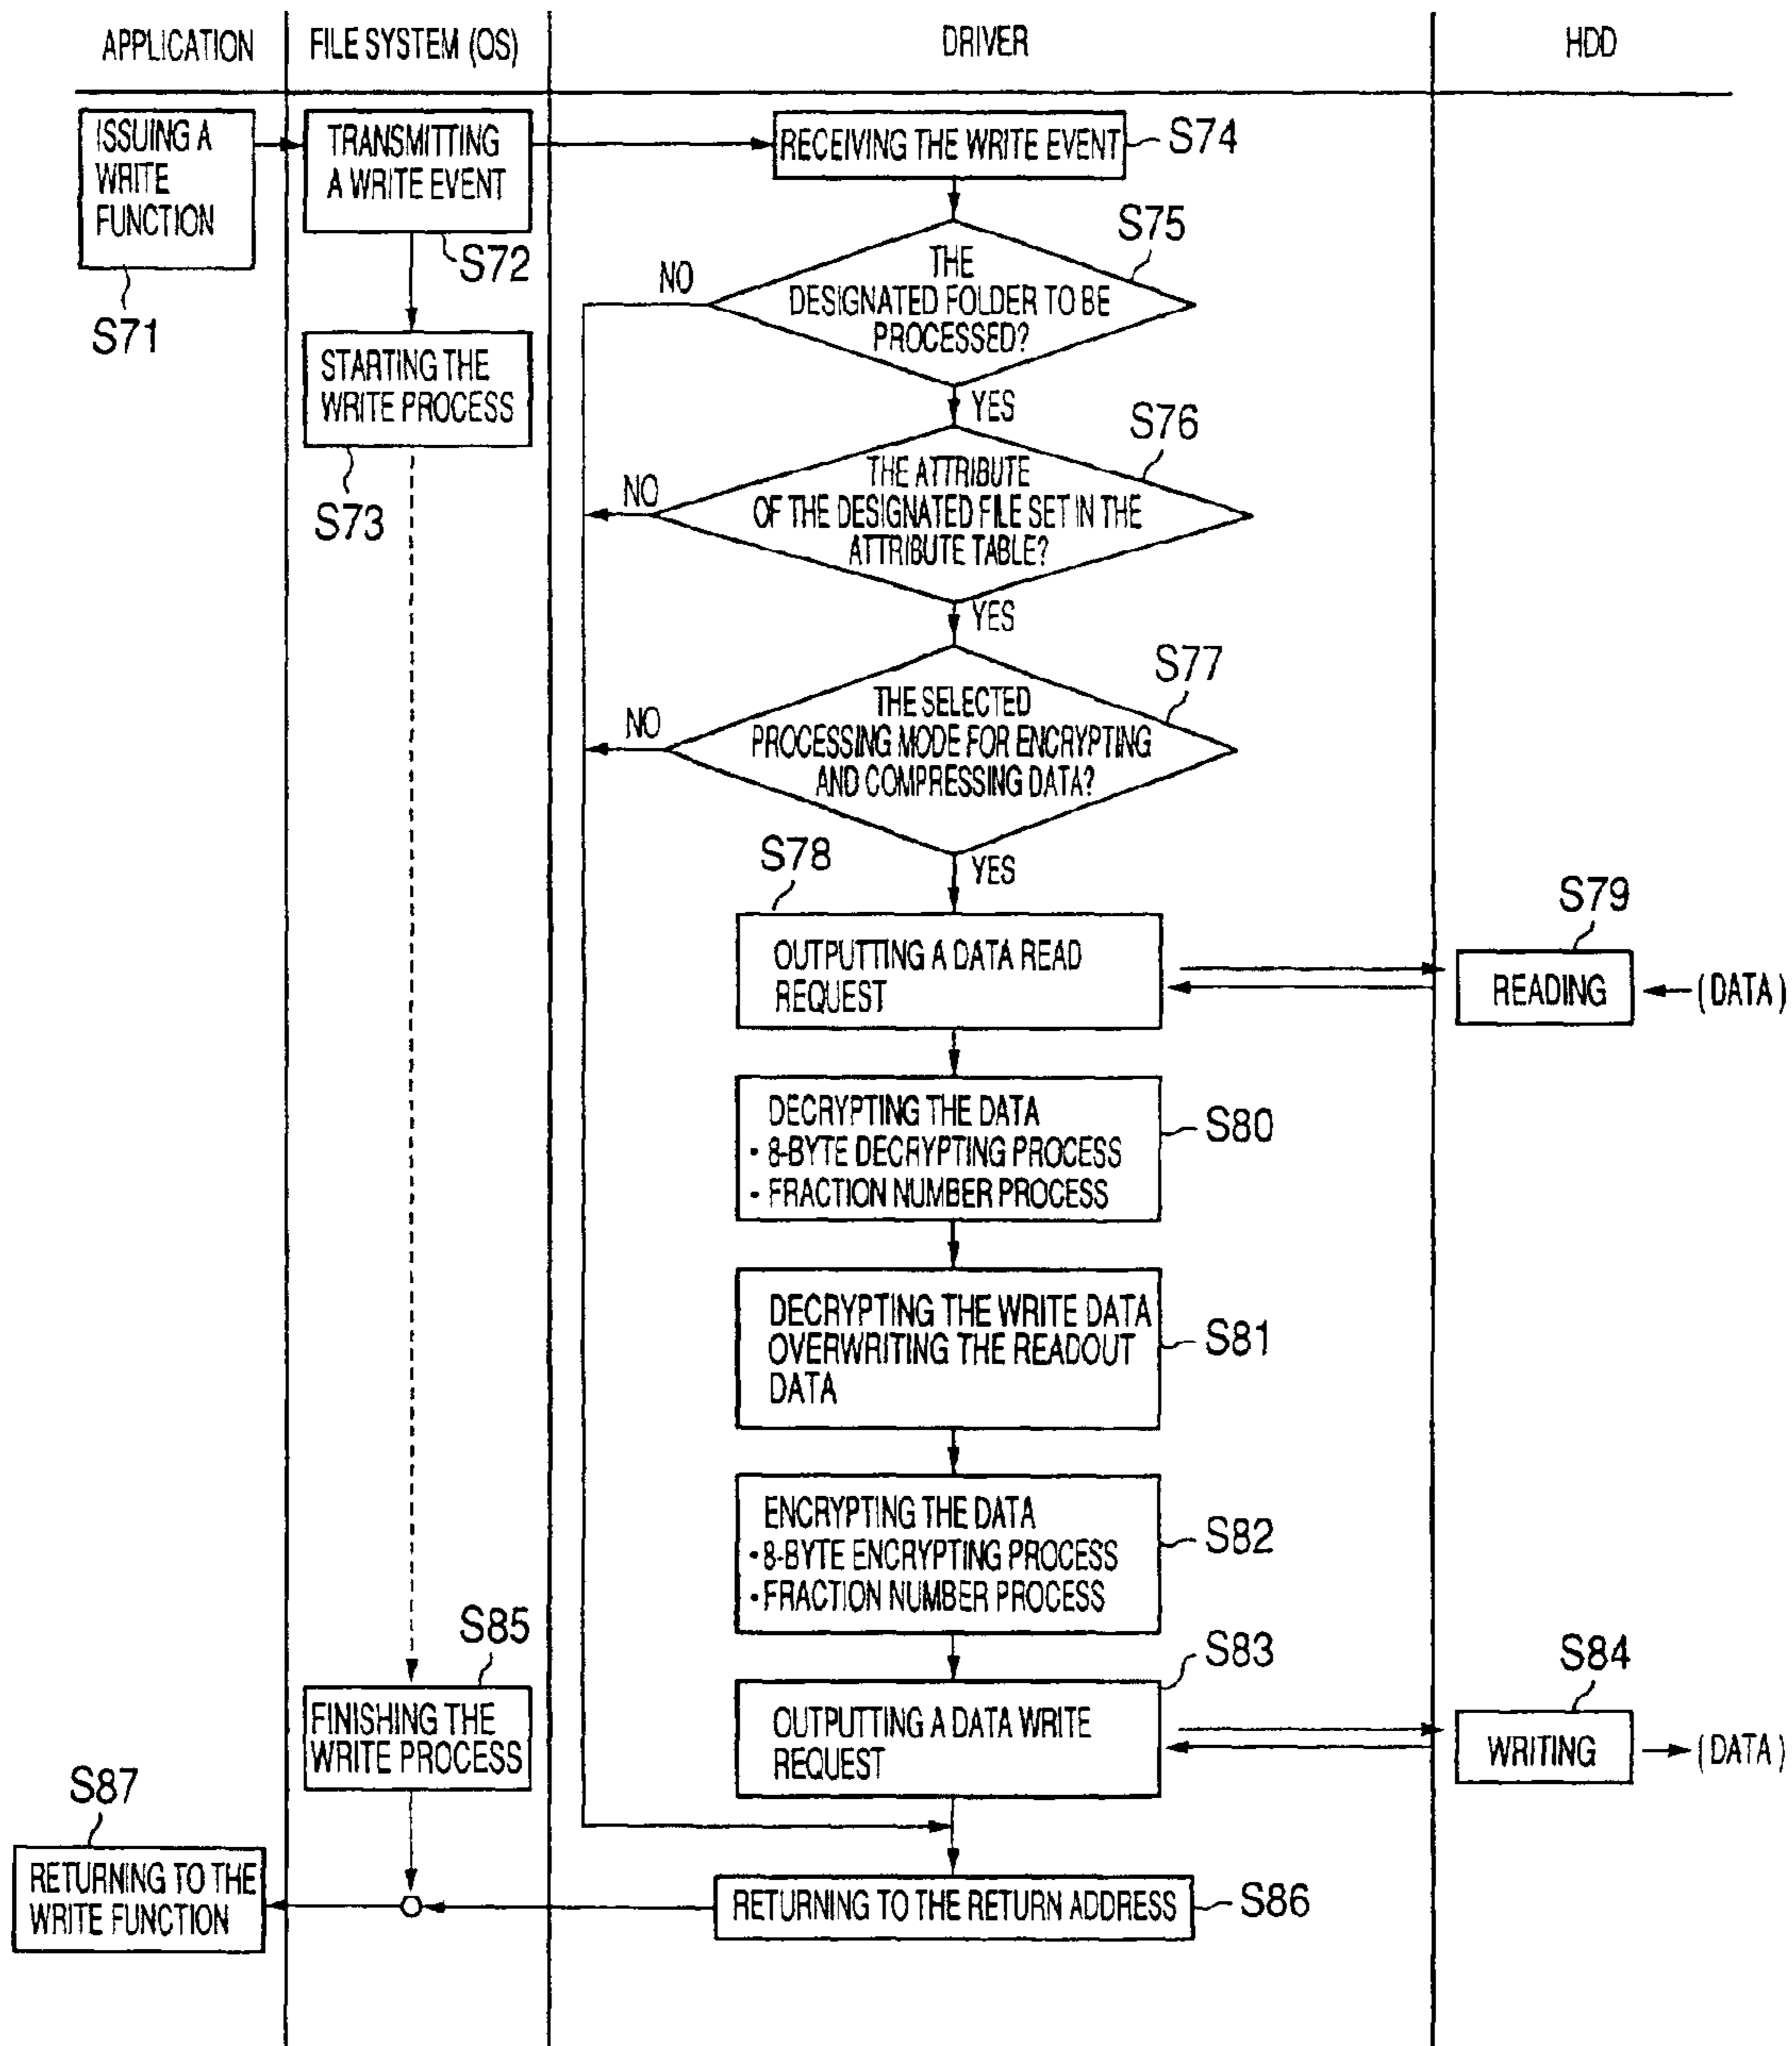 APPLICATION
FILE SYSTEM (OS)
DRIVER
HDD
ISSUING A
WRITE
FUNCTION
S71
TRANSMITTING
A WRITE EVENT
S72
STARTING THE
WRITE PROCESS
S73
RECEIVING THE WRITE EVENT
S74
S75
THE
DESIGNATED FOLDER TO BE
PROCESSED?
NO
YES
S76
THE ATTRIBUTE
OF THE DESIGNATED FILE SET IN THE
ATTRIBUTE TABLE?
NO
YES
S77
THE SELECTED
PROCESSING MODE FOR ENCRYPTING
AND COMPRESSING DATA?
NO
YES
S78
OUTPUTTING A DATA READ
REQUEST
S79
READING
(DATA)
DECRYPTING THE DATA
• 8-BYTE DECRYPTING PROCESS
• FRACTION NUMBER PROCESS
S80
DECRYPTING THE WRITE DATA
OVERWRITING THE READOUT
DATA
S81
ENCRYPTING THE DATA
• 8-BYTE ENCRYPTING PROCESS
• FRACTION NUMBER PROCESS
S82
S83
OUTPUTTING A DATA WRITE
REQUEST
S84
WRITING
(DATA)
S85
FINISHING THE
WRITE PROCESS
S87
RETURNING TO THE
WRITE FUNCTION
RETURNING TO THE RETURN ADDRESS
S86